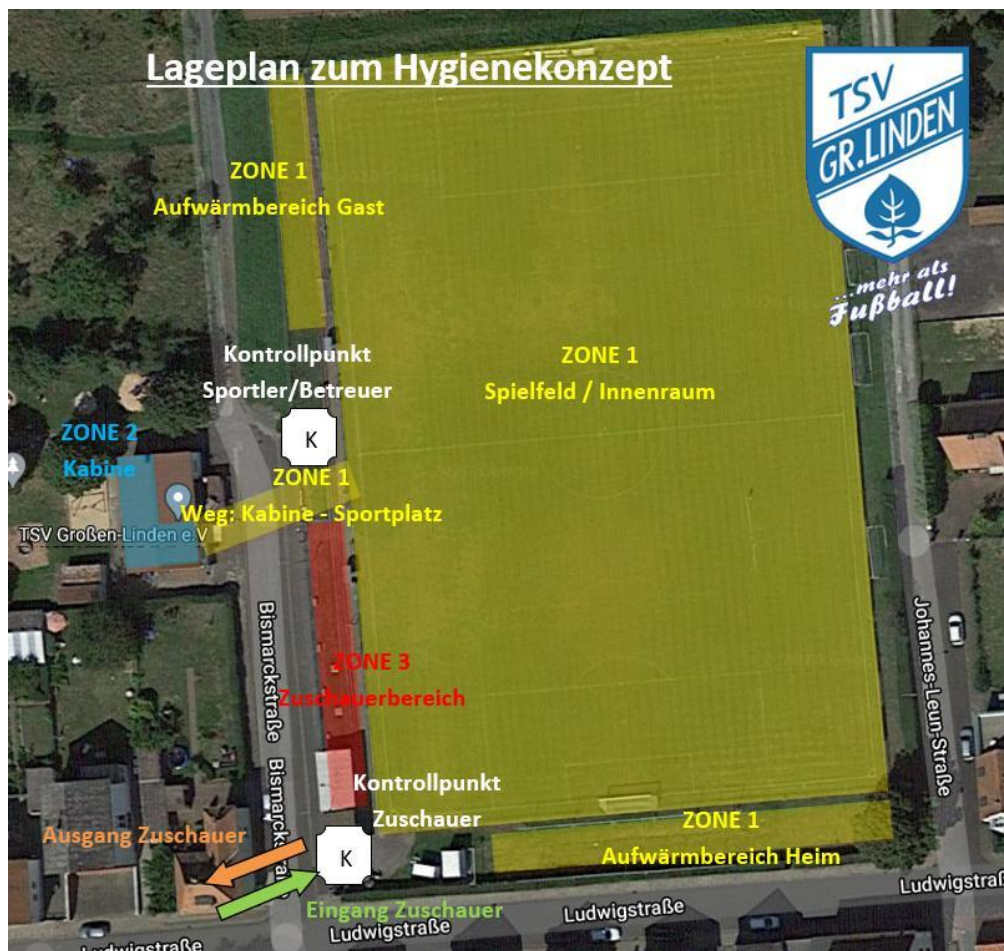 Lageplan zum Hygienekonzept
TSV
GR.LINDEN
...mehr als
Fußball!
ZONE 1
Aufwärmbereich Gast
Kontrollpunkt
Sportler/Betreuer
K
ZONE 1
Spielfeld / Innenraum
ZONE 2
Kabine
ZONE 1
Weg: Kabine - Sportplatz
TSV Großen-Linden e.V
Bismarckstraße
Johannes-Leun-Straße
ZONE 3
Zuschauerbereich
Bismarckstraße
Kontrollpunkt
Zuschauer
K
Ausgang Zuschauer
Eingang Zuschauer
ZONE 1
Aufwärmbereich Heim
Ludwigstraße
Ludwigstraße
Ludwigstraß
Ludwigstraße